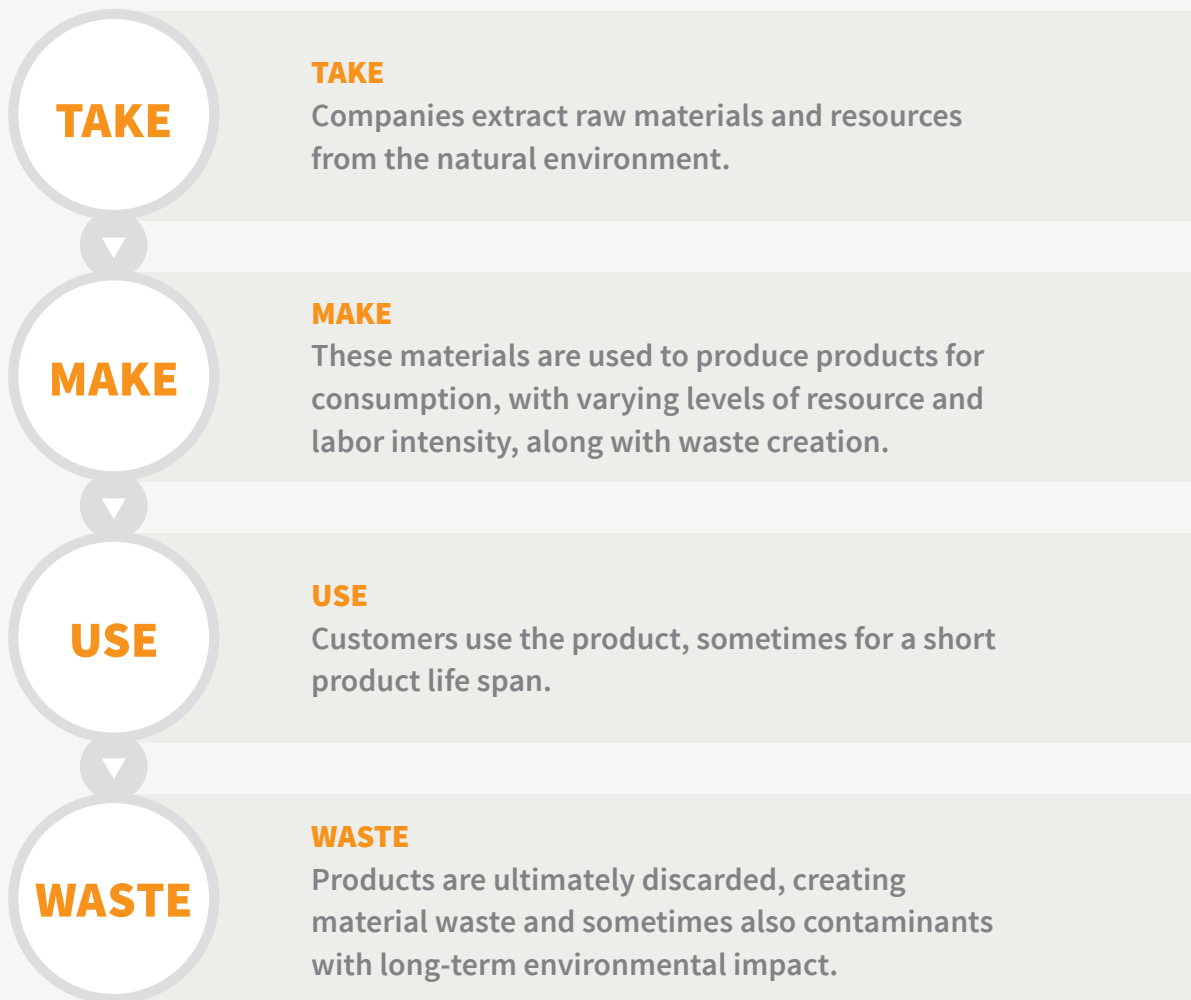 TAKE
TAKE
Companies extract raw materials and resources
from the natural environment.
MAKE
MAKE
These materials are used to produce products for
consumption, with varying levels of resource and
labor intensity, along with waste creation.
USE
USE
Customers use the product, sometimes for a short
product life span.
WASTE
WASTE
Products are ultimately discarded, creating
material waste and sometimes also contaminants
with long-term environmental impact.